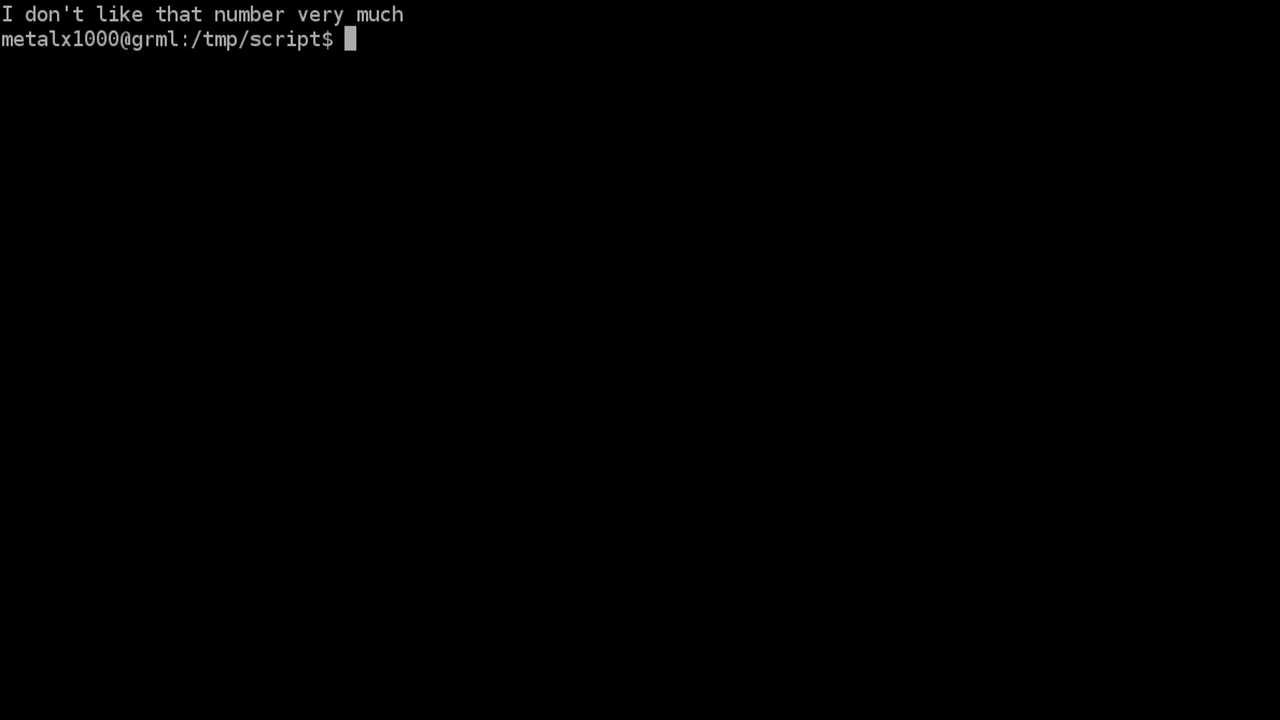 I don't like that number very much
metalx1000@grml:/tmp/script$